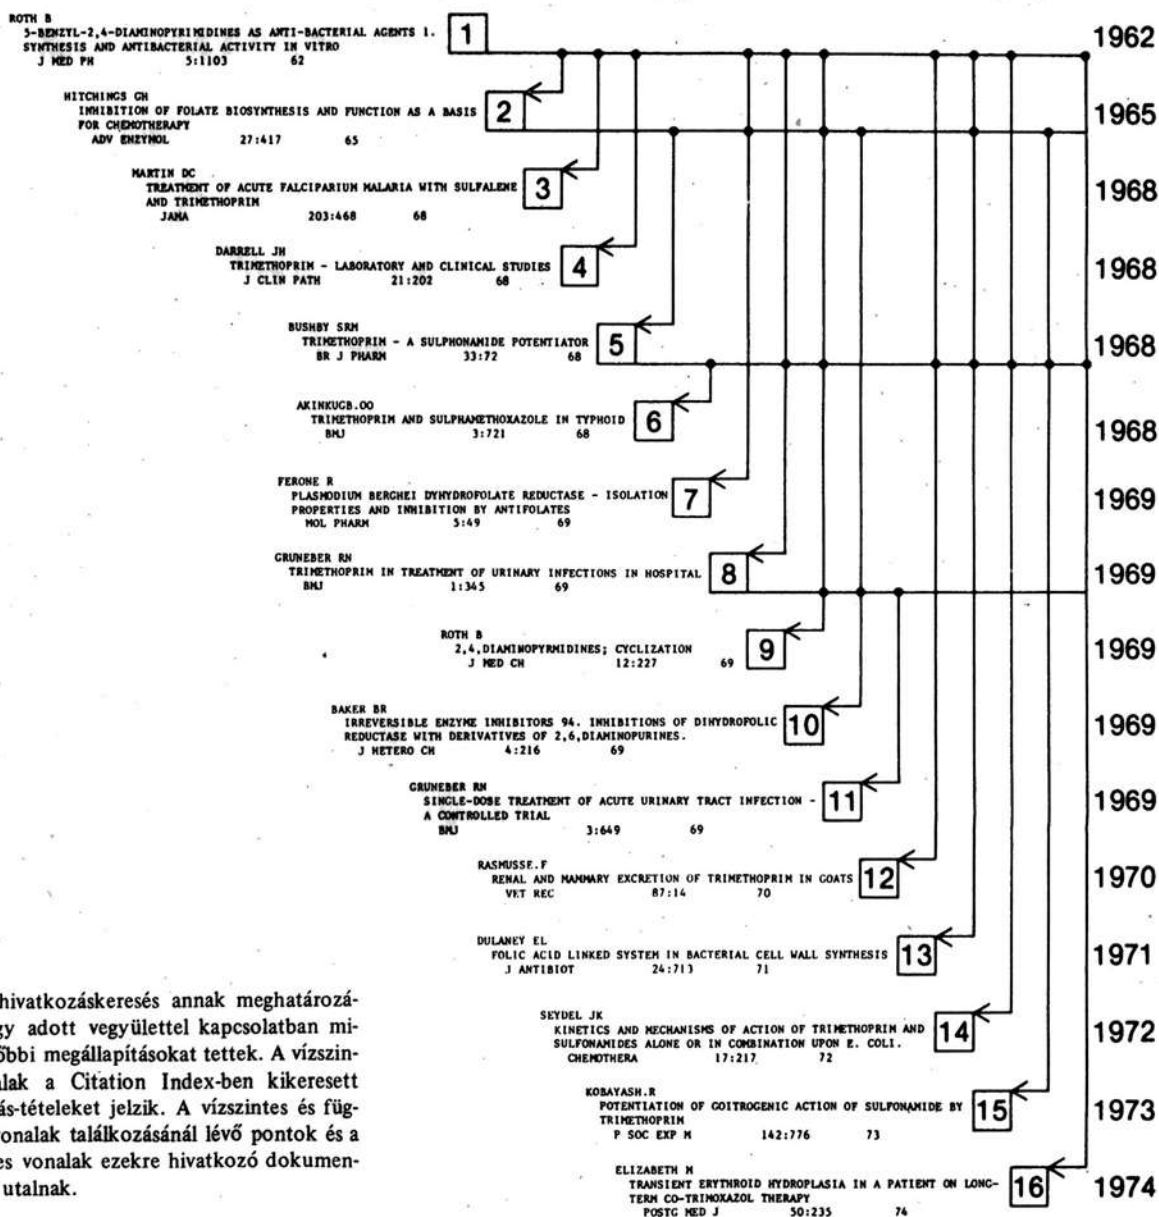 ROTH B
5-BENZYL-2,4-DIAMINOPYRIMIDINES AS ANTI-BACTERIAL AGENTS 1.
SYNTHESIS AND ANTIBACTERIAL ACTIVITY IN VITRO
J MED PH 5:1103 62
1
1962
HITCHINGS GH
INHIBITION OF FOLATE BIOSYNTHESIS AND FUNCTION AS A BASIS
FOR CHEMOTHERAPY
ADV ENZYMOL 27:417 65
2
1965
MARTIN DC
TREATMENT OF ACUTE FALCIPARIUM MALARIA WITH SULFALENE
AND TRIMETHOPRIM
JAMA 203:468 68
3
1968
DARRELL JH
TRIMETHOPRIM - LABORATORY AND CLINICAL STUDIES
J CLIN PATH 21:202 68
4
1968
BUSHBY SRM
TRIMETHOPRIM - A SULPHONAMIDE POTENTIATOR
BR J PHARM 33:72 68
5
1968
AKINKUGB.OO
TRIMETHOPRIM AND SULPHAMETHOXAZOLE IN TYPHOID
BMJ 3:721 68
6
1968
FERONE R
PLASMODIUM BERGHEI DYHYDROFOLATE REDUCTASE - ISOLATION
PROPERTIES AND INHIBITION BY ANTIFOLATES
MOL PHARM 5:49 69
7
1969
GRUNEBER RN
TRIMETHOPRIM IN TREATMENT OF URINARY INFECTIONS IN HOSPITAL
BMJ 1:345 69
8
1969
ROTH B
2,4,DIAMINOPYRMIDINES; CYCLIZATION
J MED CH 12:227 69
9
1969
BAKER BR
IRREVERSIBLE ENZYME INHIBITORS 94. INHIBITIONS OF DIHYDROFOLIC
REDUCTASE WITH DERIVATIVES OF 2,6,DIAMINOPURINES.
J HETERO CH 4:216 69
10
1969
GRUNEBER RN
SINGLE-DOSE TREATMENT OF ACUTE URINARY TRACT INFECTION -
A CONTROLLED TRIAL
BMJ 3:649 69
11
1969
RASMUSSE.F
RENAL AND MAMMARY EXCRETION OF TRIMETHOPRIM IN GOATS
VET REC 87:14 70
12
1970
DULANEY EL
FOLIC ACID LINKED SYSTEM IN BACTERIAL CELL WALL SYNTHESIS
J ANTIBIOT 24:713 71
13
1971
SEYDEL JK
KINETICS AND MECHANISMS OF ACTION OF TRIMETHOPRIM AND
SULFONAMIDES ALONE OR IN COMBINATION UPON E. COLI.
CHEMOTHERA 17:217 72
14
1972
KOBAYASH.R
POTENTIATION OF GOITROGENIC ACTION OF SULFONAMIDE BY
TRIMETHOPRIM
P SOC EXP M 142:776 73
15
1973
ELIZABETH M
TRANSIENT ERYTHROID HYDROPLASIA IN A PATIENT ON LONG-
TERM CO-TRIMOXAZOL THERAPY
POSTG MED J 50:235 74
16
1974
hivatkozáskeresés annak meghatározá-
gy adott vegyülettel kapcsolatban mi-
őbbi megállapításokat tettek. A vízszin-
alak a Citation Index-ben kikeresett
ás-tételeket jelzik. A vízszintes és füg-
vonalak találkozásánál lévő pontok és a
es vonalak ezekre hivatkozó dokumen-
utalnak.